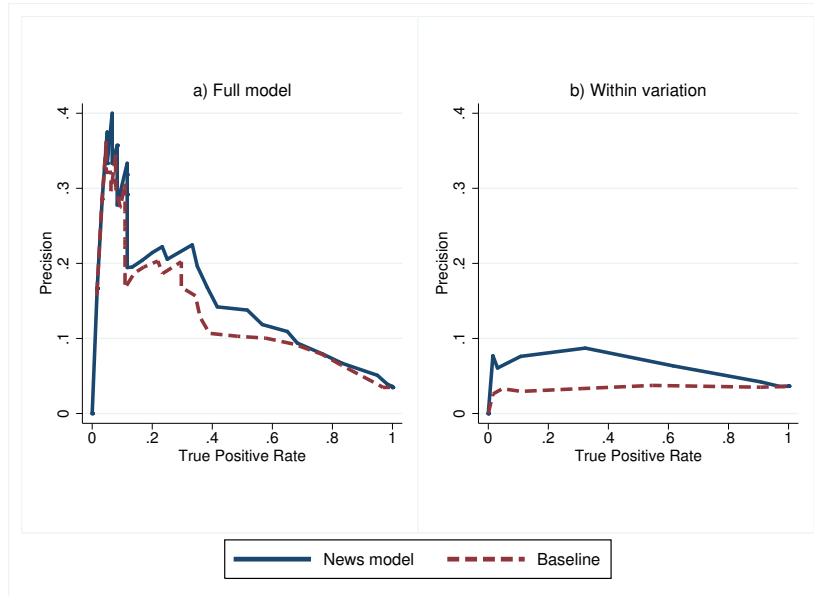 a) Full model
.4
.3
.2
.1
0
Precision
0 .2 .4 .6 .8 1
True Positive Rate
b) Within variation
.4
.3
.2
.1
0
Precision
0 .2 .4 .6 .8 1
True Positive Rate
News model Baseline